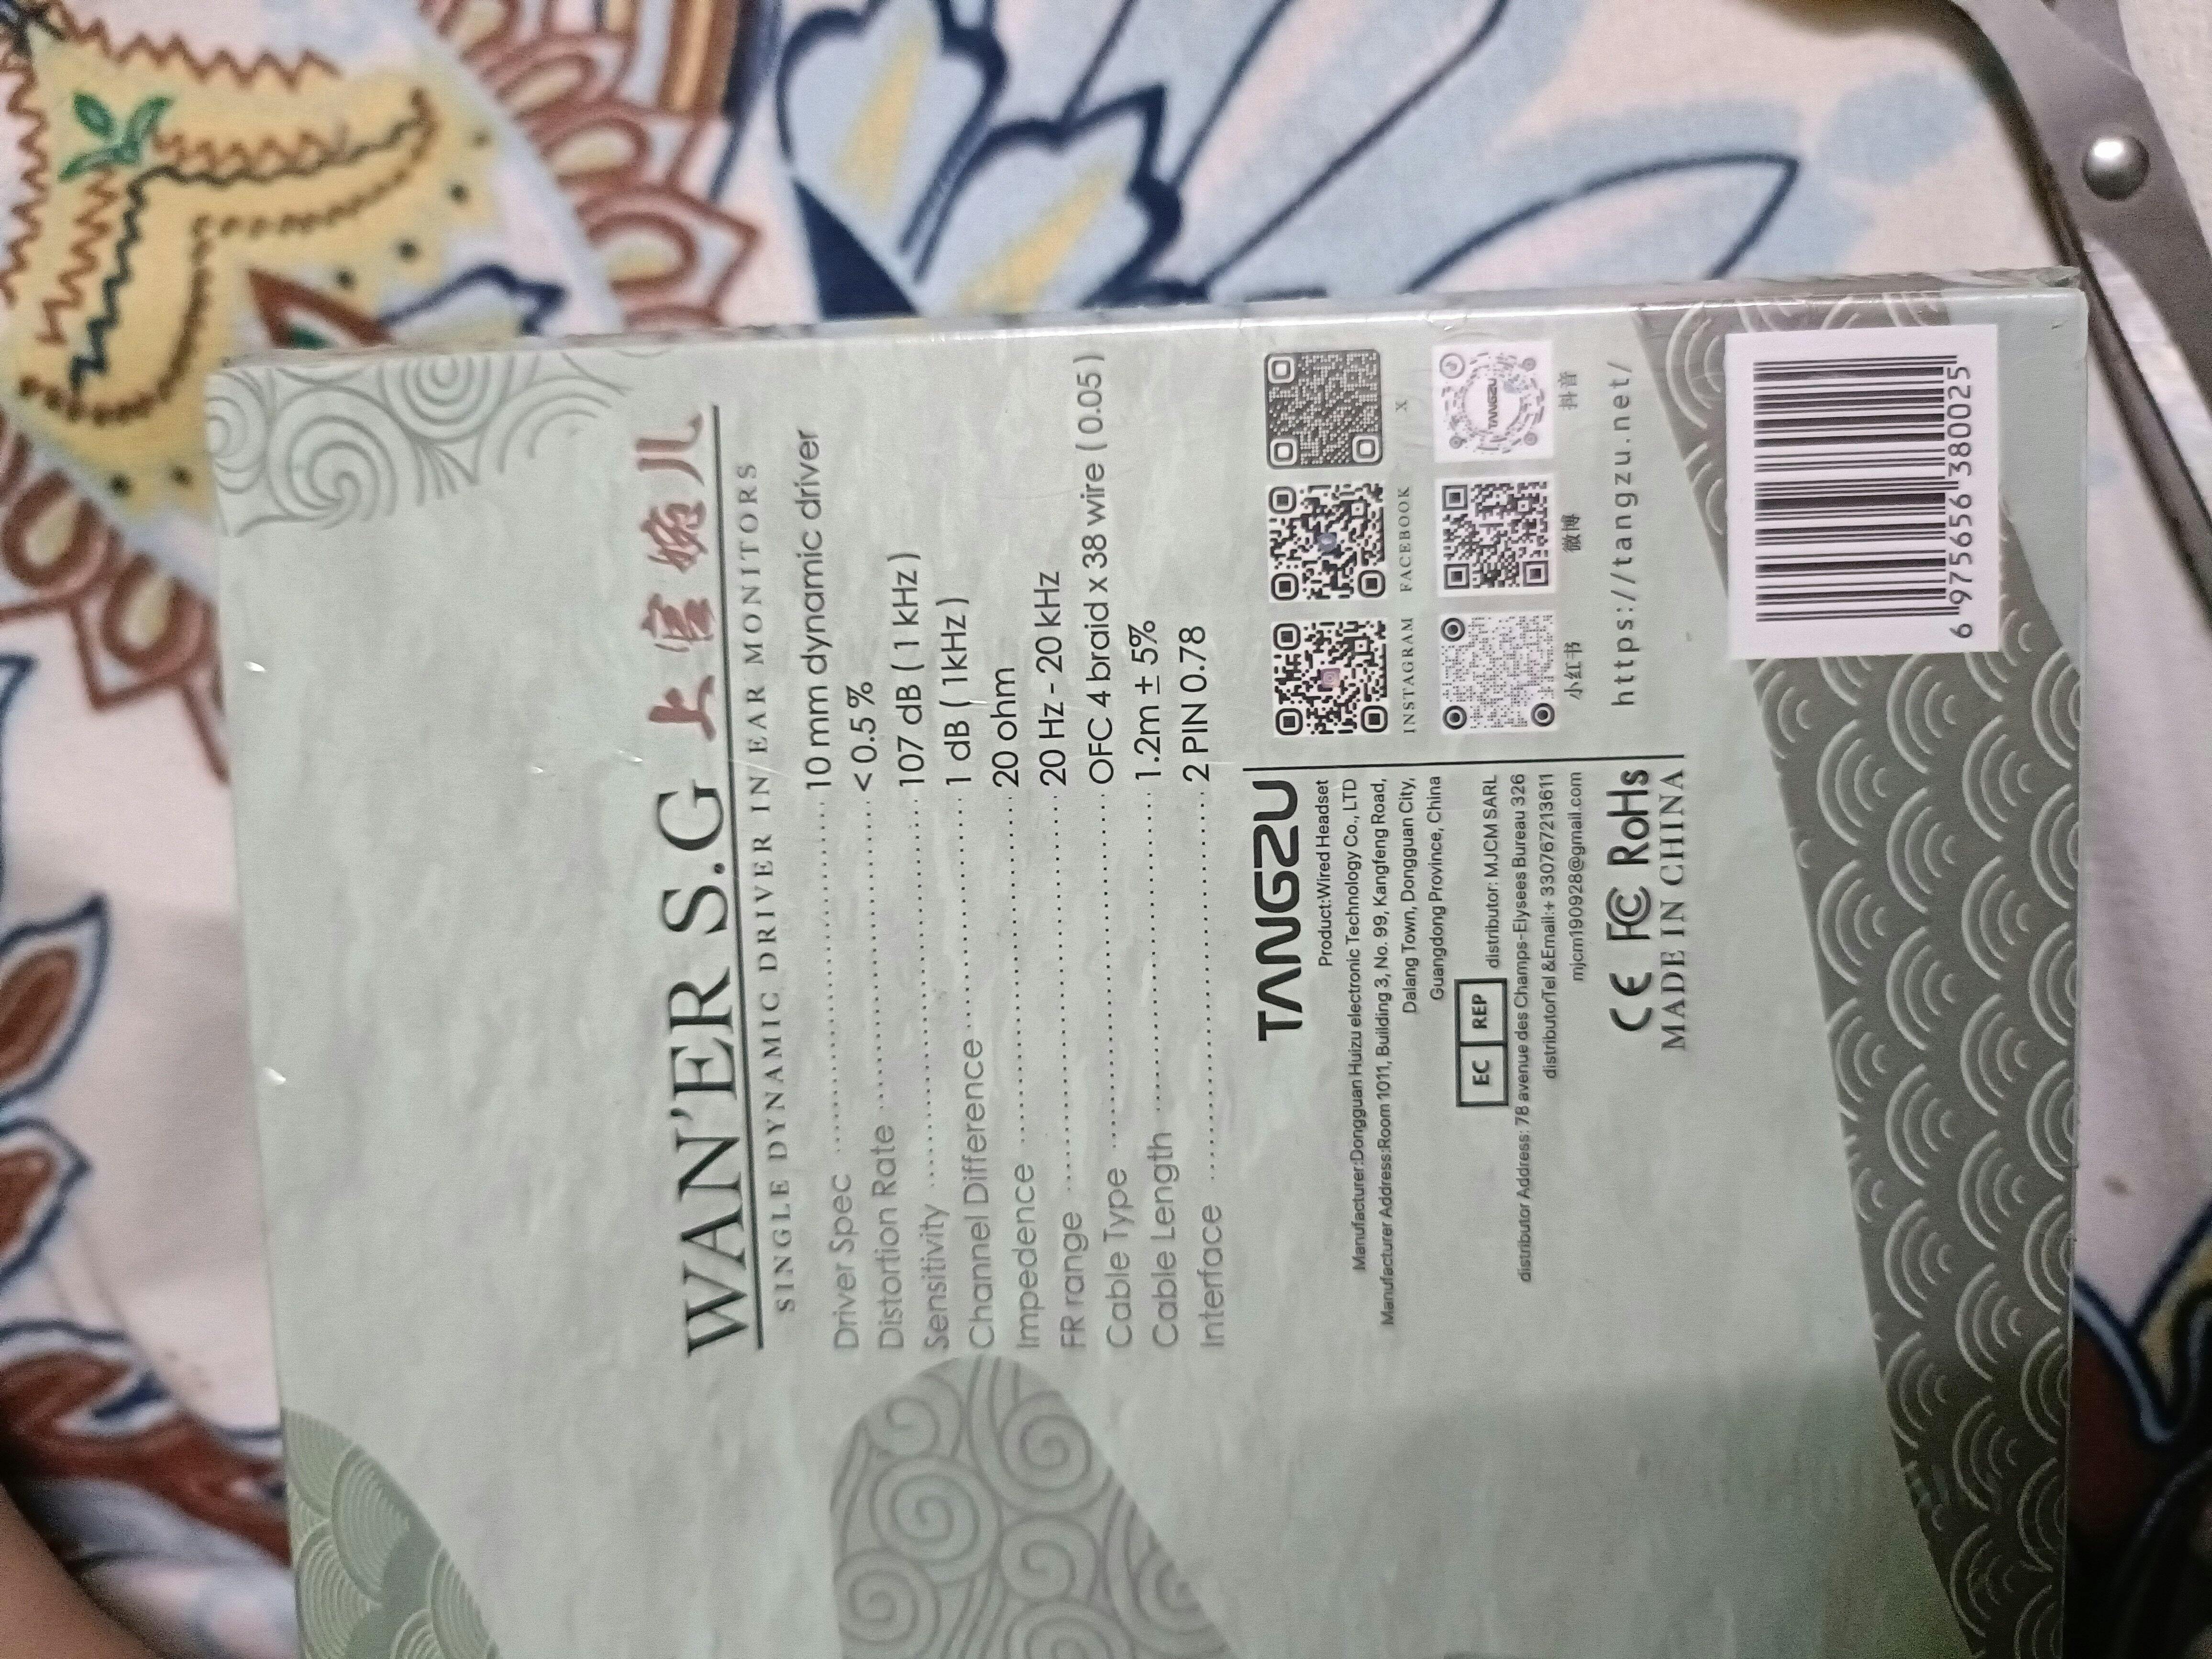 WAN'ER S.G 上官婉儿
SINGLE DYNAMIC DRIVER IN EAR MONITORS
Driver Spec .......... 10 mm dynamic driver
Distortion Rate .......... < 0.5 %
Sensitivity .......... 107 dB ( 1 kHz )
Channel Difference .......... 1 dB ( 1kHz )
Impedence .......... 20 ohm
FR range .......... 20 Hz - 20 kHz
Cable Type .......... OFC 4 braid x 38 wire ( 0.05 )
Cable Length .......... 1.2m ± 5%
Interface .......... 2 PIN 0.78
TANGZU
Product:Wired Headset
Manufacturer:Dongguan Huizu electronic Technology Co., LTD
Manufacturer Address:Room 1011, Building 3, No. 99, Kangfeng Road,
Dalang Town, Dongguan City,
Guangdong Province, China
EC REP distributor: MJCM SARL
distributor Address: 78 avenue des Champs-Elysees Bureau 326
distributorTel &Email:+ 33076721361​1
mjcm190928@gmail.com
CE FC RoHs
MADE IN CHINA
INSTAGRAM FACEBOOK X
小红书 微博 抖音
TANGZU
https://tangzu.net/
6 975656 380025